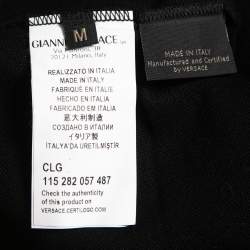 M
GIANNI
20121 Milano, Italy
REALIZZATO IN ITALIA
MADE IN ITALY
FABRIQUÉ EN ITALIE
HECHO EN ITALIA
FABRICADO EM ITALIA
意大利制造
СОЗДАНО В ИТАЛИИ
イタリア製
İTALYA'DA ÜRETİLMİŞTİR
CLG
115 282 057 487
Check the authenticity
of this product on
VERSACE.CERTILOGO.COM
MADE IN ITALY
Manufactured and Certified
by VERSACE